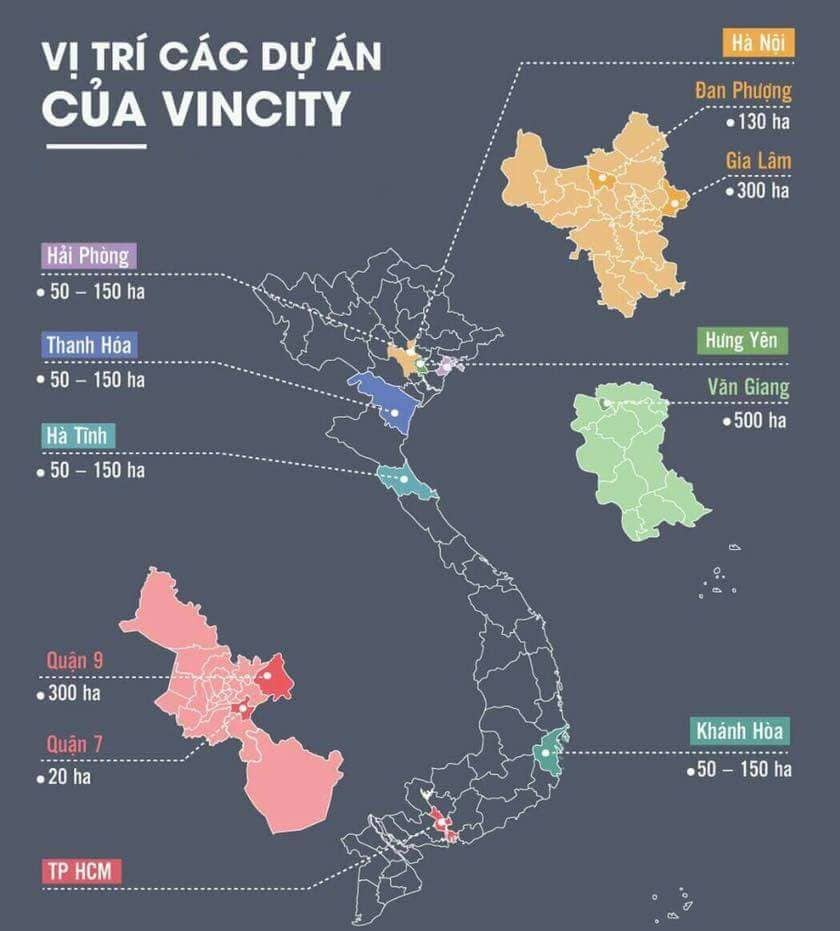 VỊ TRÍ CÁC DỰ ÁN
CỦA VINCITY
Hà Nội
Đan Phượng
• 130 ha
Gia Lâm
• 300 ha
Hải Phòng
• 50 – 150 ha
Thanh Hóa
• 50 – 150 ha
Hà Tĩnh
• 50 – 150 ha
Hưng Yên
Văn Giang
• 500 ha
Quận 9
• 300 ha
Quận 7
• 20 ha
TP HCM
Khánh Hòa
• 50 – 150 ha